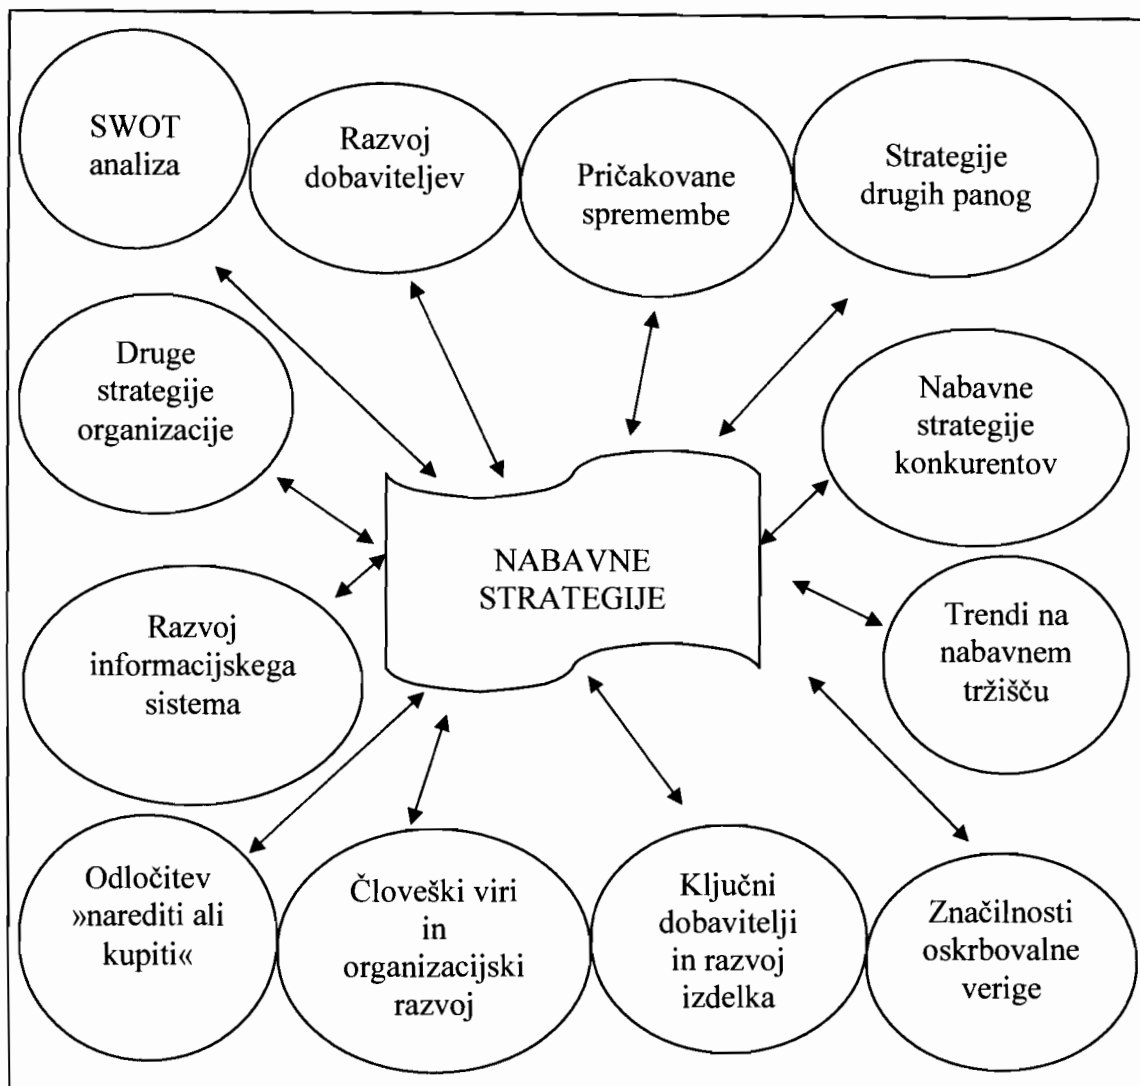 SWOT
analiza
Razvoj
dobaviteljev
Pričakovane
spremembe
Strategije
drugih panog
Druge
strategije
organizacije
Nabavne
strategije
konkurentov
NABAVNE
STRATEGIJE
Razvoj
informacijskega
sistema
Trendi na
nabavnem
tržišču
Odločitev
»narediti ali
kupiti«
Človeški viri
in
organizacijski
razvoj
Ključni
dobavitelji
in razvoj
izdelka
Značilnosti
oskrbovalne
verige